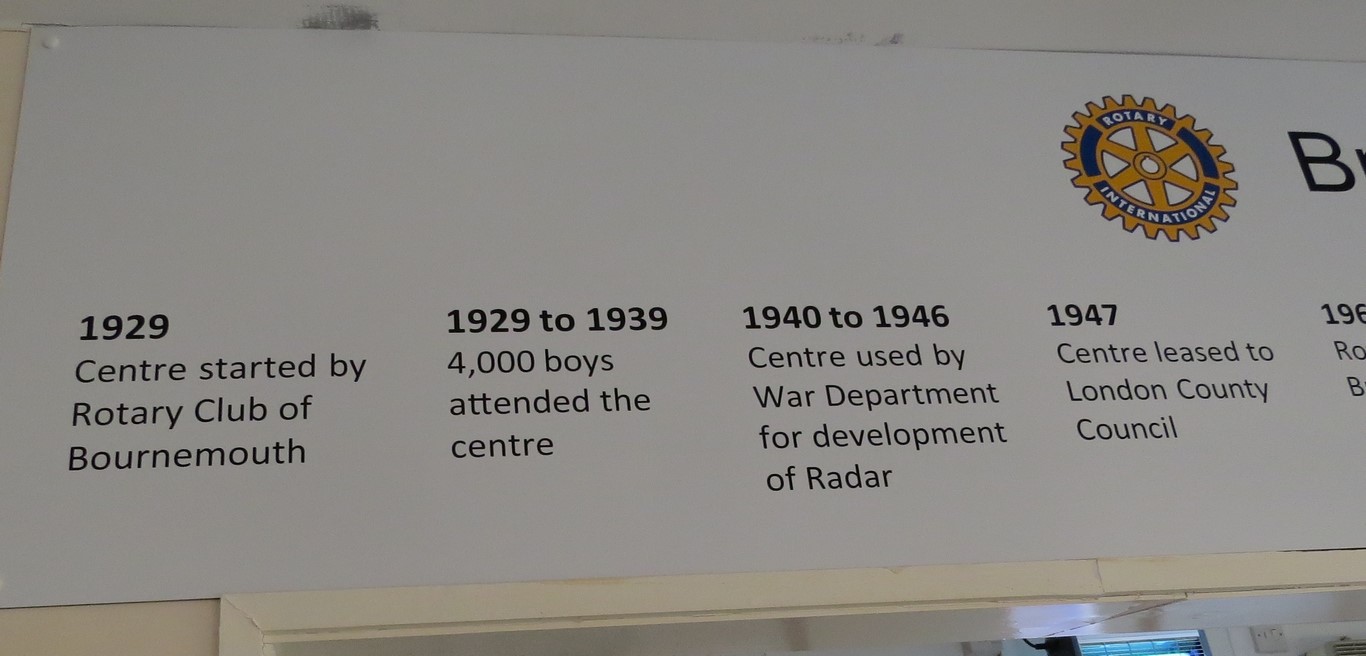 ROTARY
INTERNATIONAL
1929
Centre started by
Rotary Club of
Bournemouth
1929 to 1939
4,000 boys
attended the
centre
1940 to 1946
Centre used by
War Department
for development
of Radar
1947
Centre leased to
London County
Council